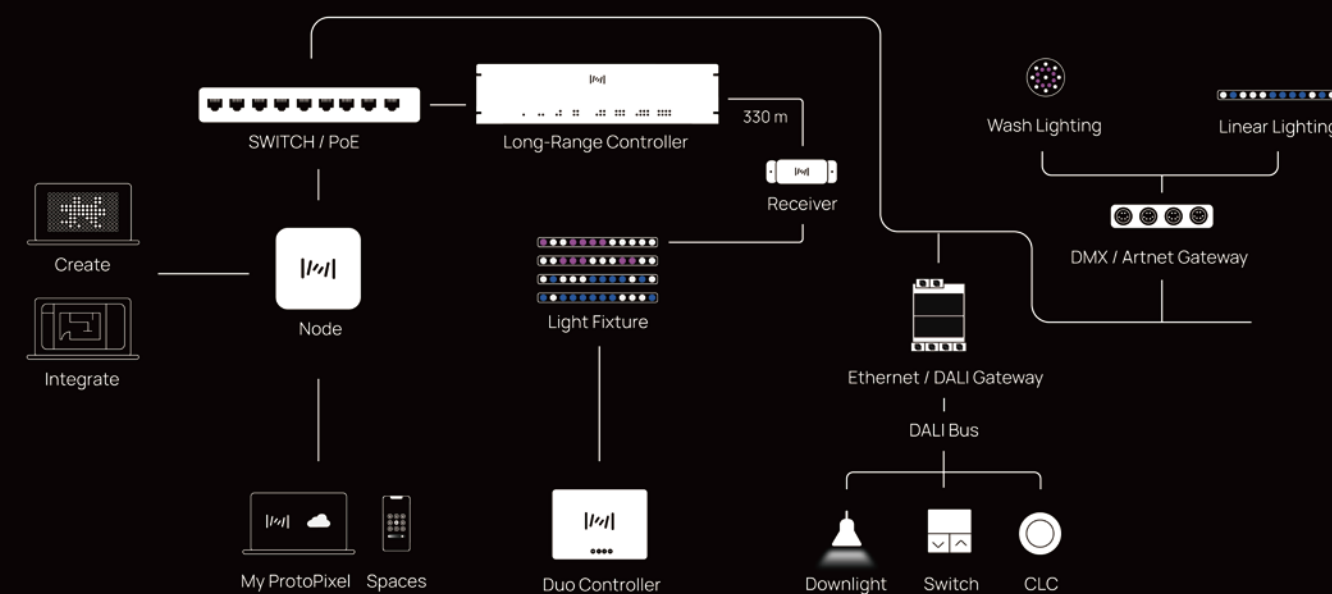 SWITCH / PoE
Long-Range Controller
330 m
Receiver
Wash Lighting
Linear Lighting
DMX / Artnet Gateway
Create
Integrate
Node
Light Fixture
Ethernet / DALI Gateway
DALI Bus
My ProtoPixel
Spaces
Duo Controller
Downlight
Switch
CLC